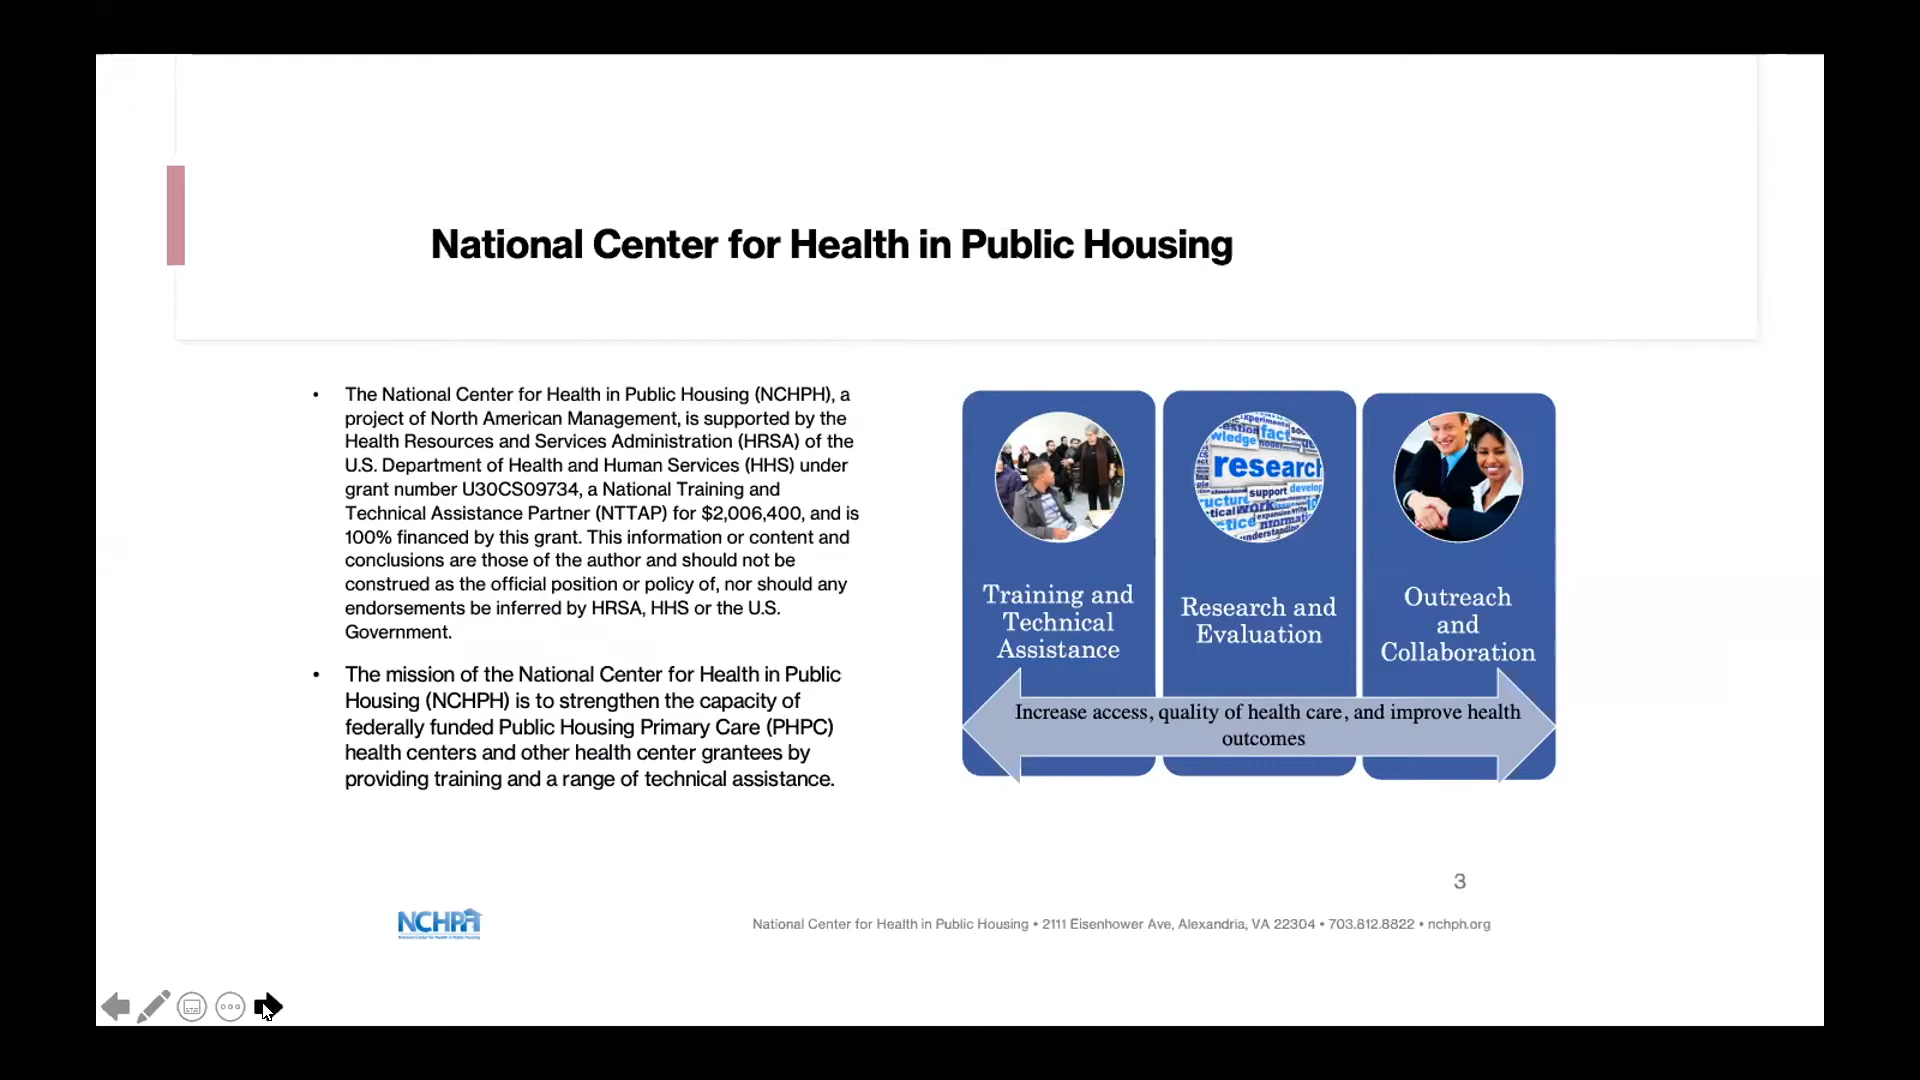 National Center for Health in Public Housing
• The National Center for Health in Public Housing (NCHPH), a
project of North American Management, is supported by the
Health Resources and Services Administration (HRSA) of the
U.S. Department of Health and Human Services (HHS) under
grant number U30CS09734, a National Training and
Technical Assistance Partner (NTTAP) for $2,006,400, and is
100% financed by this grant. This information or content and
conclusions are those of the author and should not be
construed as the official position or policy of, nor should any
endorsements be inferred by HRSA, HHS or the U.S.
Government.
• The mission of the National Center for Health in Public
Housing (NCHPH) is to strengthen the capacity of
federally funded Public Housing Primary Care (PHPC)
health centers and other health center grantees by
providing training and a range of technical assistance.
Training and
Technical
Assistance
fact
research
support
Research and
Evaluation
Outreach
and
Collaboration
Increase access, quality of health care, and improve health
outcomes
3
NCHPH
National Center for Health in Public Housing
National Center for Health in Public Housing • 2111 Eisenhower Ave, Alexandria, VA 22304 • 703.812.8822 • nchph.org